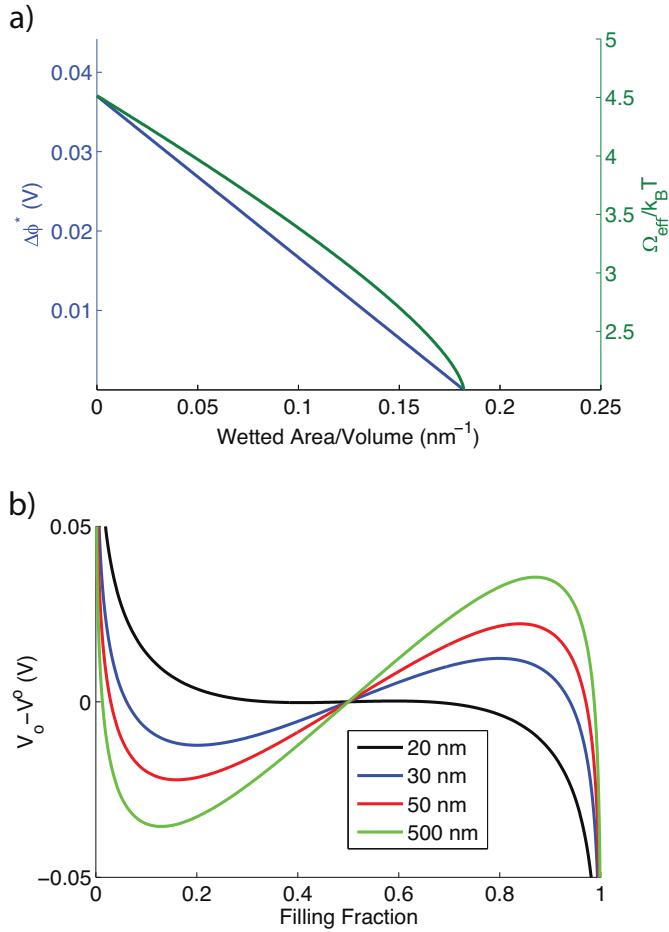 a)
0.04
0.03
0.02
0.01
Δϕ* (V)
5
4.5
4
3.5
3
2.5
Ω_eff/k_BT
0 0.05 0.1 0.15 0.2 0.25
Wetted Area/Volume (nm⁻¹)
b)
0.05
0
−0.05
V_o−V^o (V)
20 nm
30 nm
50 nm
500 nm
0 0.2 0.4 0.6 0.8 1
Filling Fraction